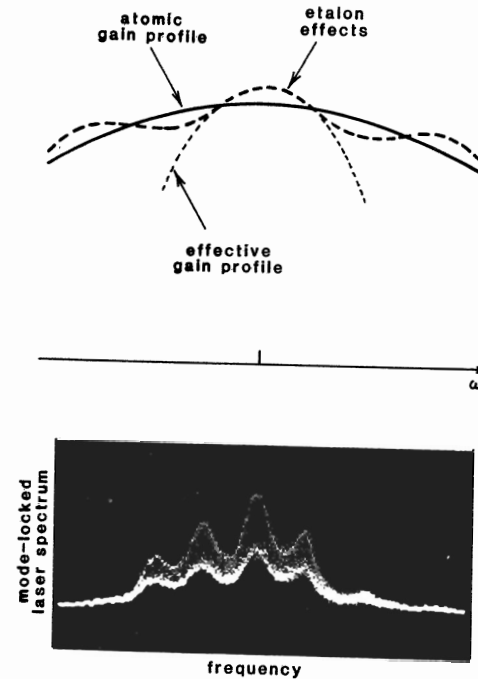 atomic
gain profile
etalon
effects
effective
gain profile
ω
mode-locked
laser spectrum
frequency